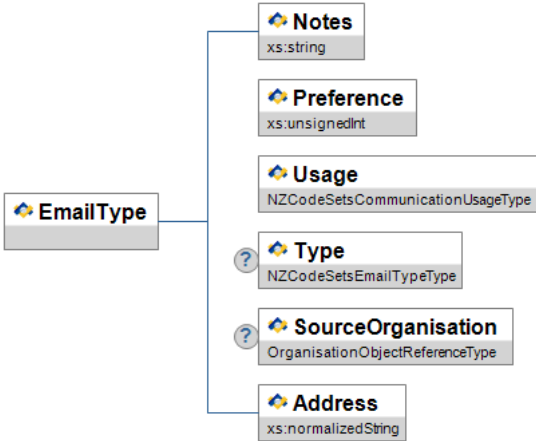 Notes
xs:string
Preference
xs:unsignedInt
Usage
NZCodeSetsCommunicationUsageType
EmailType
? Type
NZCodeSetsEmailTypeType
? SourceOrganisation
OrganisationObjectReferenceType
Address
xs:normalizedString